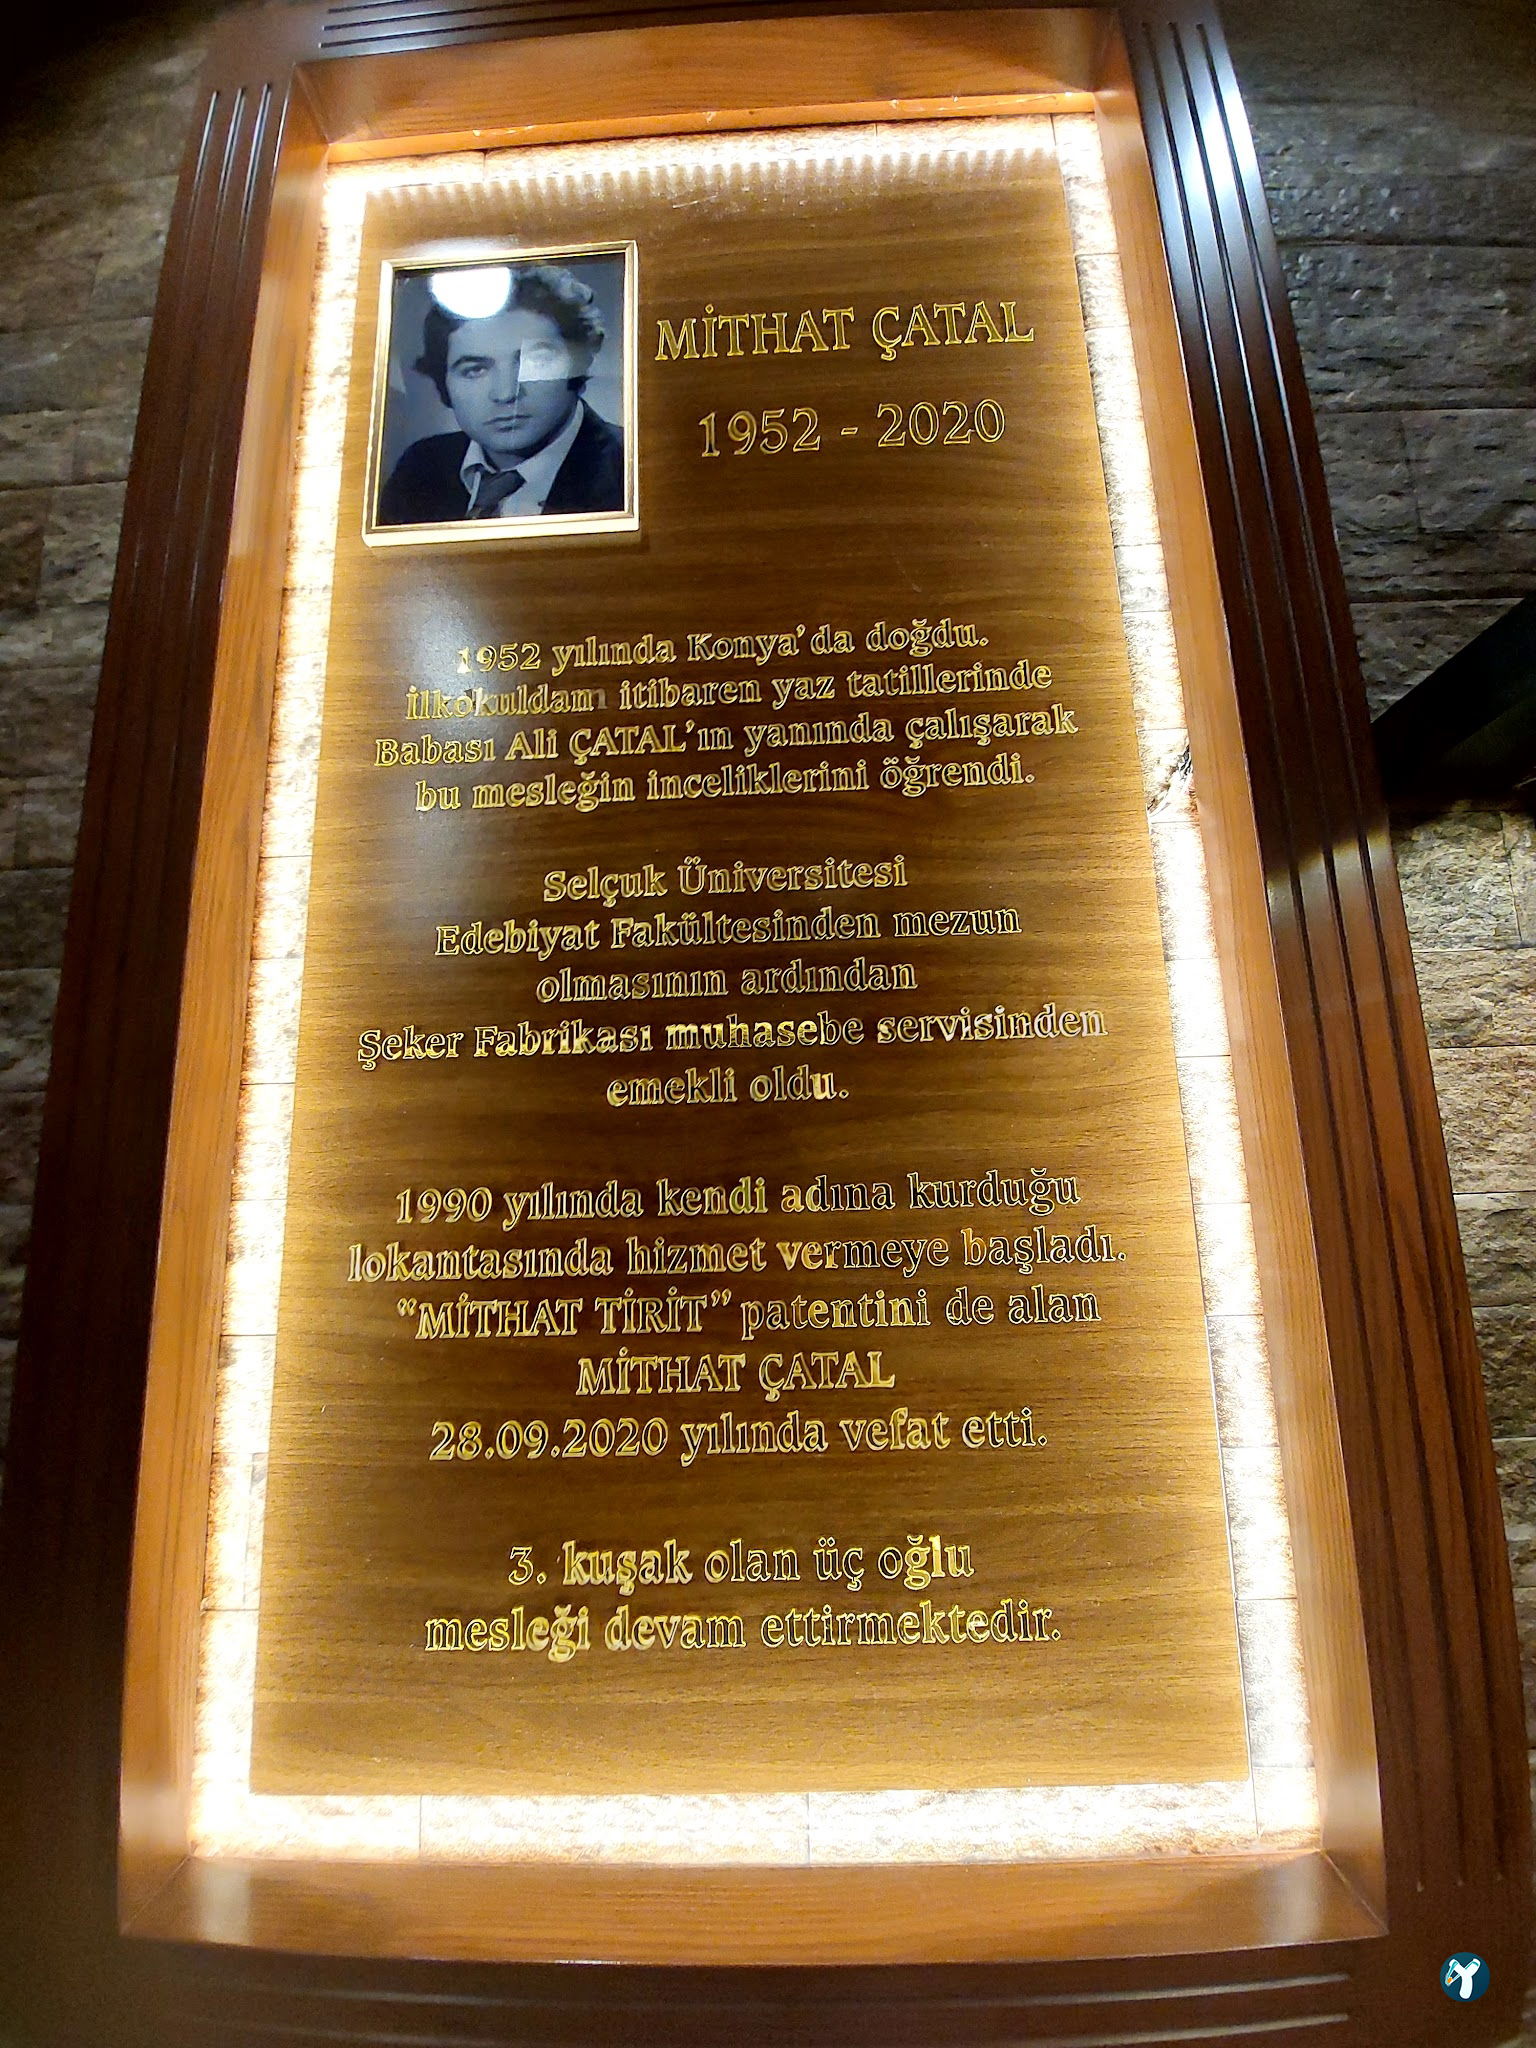 MİTHAT ÇATAL
1952 - 2020
1952 yılında Konya'da doğdu.
İlkokuldan itibaren yaz tatillerinde
Babası Ali ÇATAL'ın yanında çalışarak
bu mesleğin inceliklerini öğrendi.
Selçuk Üniversitesi
Edebiyat Fakültesinden mezun
olmasının ardından
Şeker Fabrikası muhasebe servisinden
emekli oldu.
1990 yılında kendi adına kurduğu
lokantasında hizmet vermeye başladı.
"MİTHAT TİRİT" patentini de alan
MİTHAT ÇATAL
28.09.2020 yılında vefat etti.
3. kuşak olan üç oğlu
mesleği devam ettirmektedir.